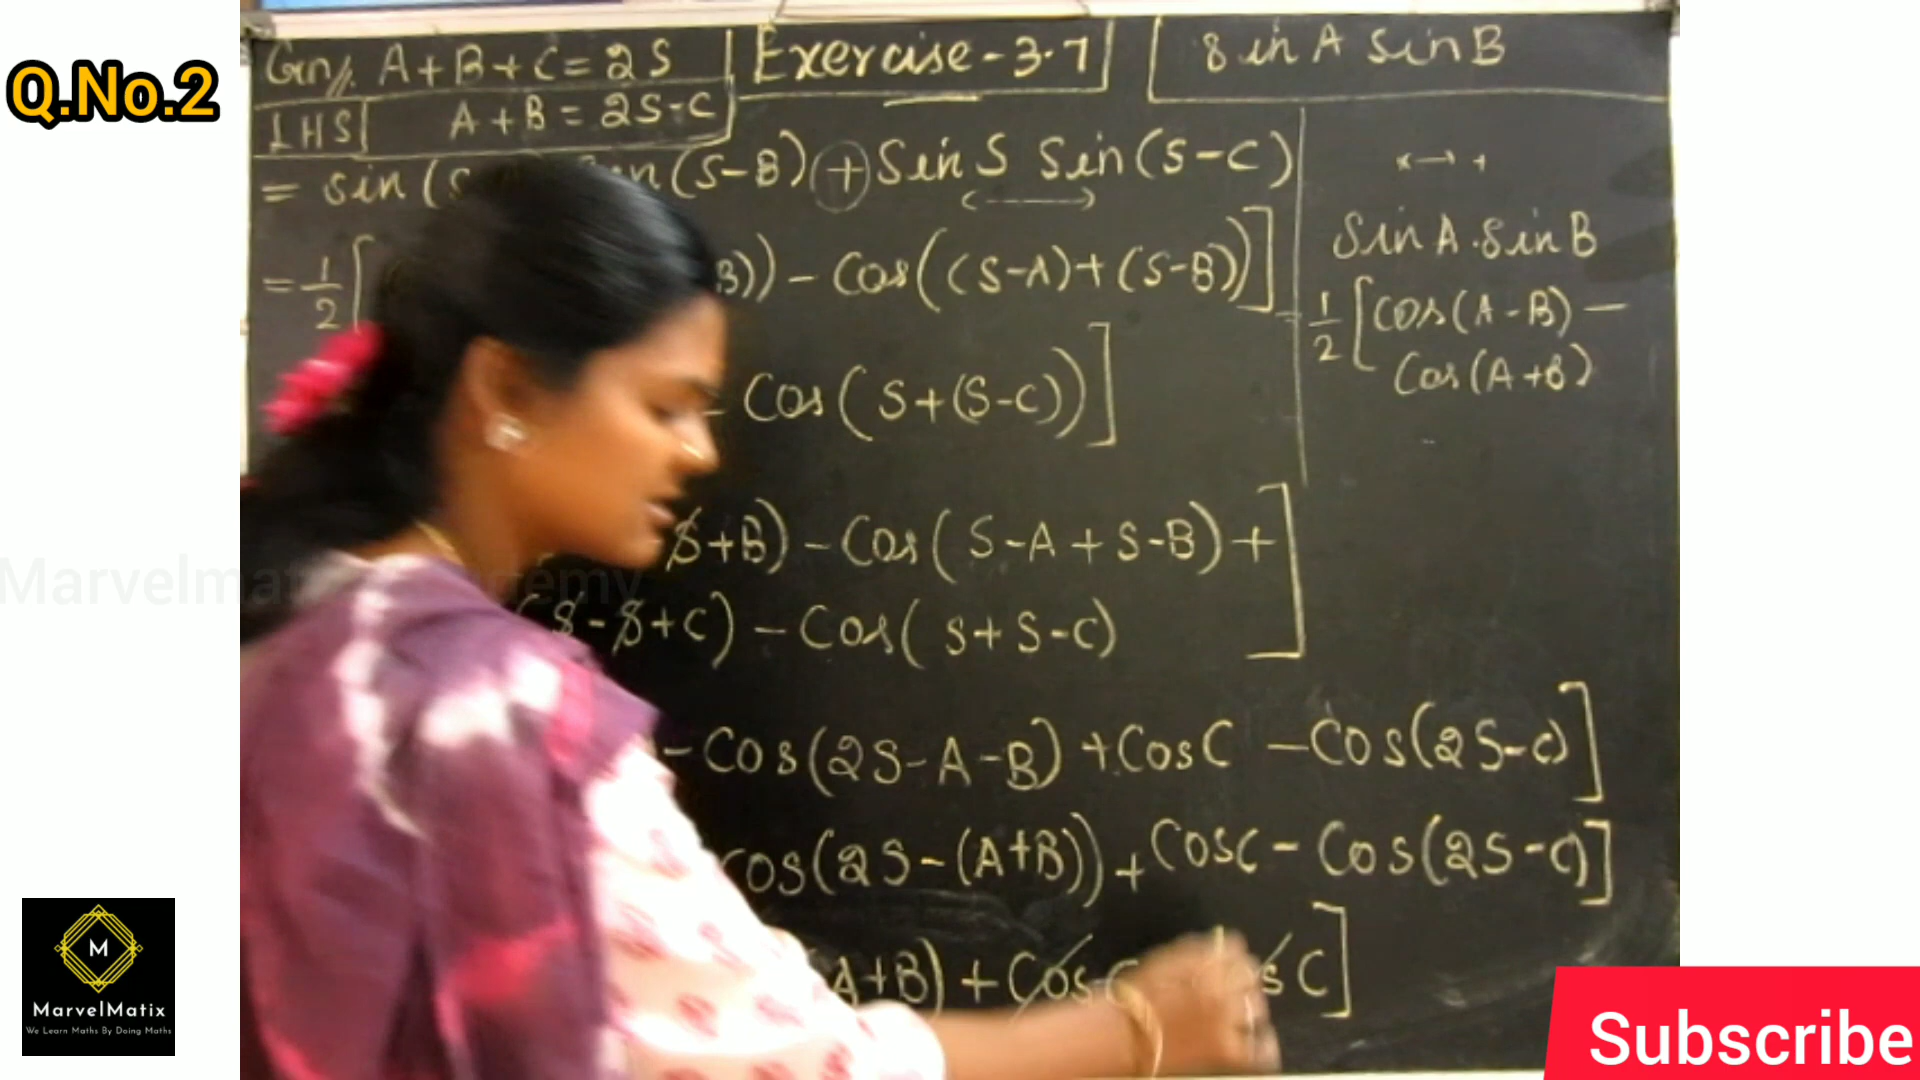 Q.No.2
Gn//. A+B+C=2S
Exercise-3.7
Sin A Sin B
LHS A+B=2S-C
= sin(S n(S-B)+Sin S Sin(S-C)
= 1/2[ B))-Cos((S-A)+(S-B))]
Cos(S+(S-C))]
S+B)-Cos(S-A+S-B)+
(S-S+C)-Cos(S+S-C)]
-Cos(2S-A-B)+CosC-Cos(2S-C)]
cos(2S-(A+B))+CosC-Cos(2S-C)]
A+B)+Cos C C]
x → +
Sin A.Sin B
= 1/2[cos(A-B)-
Cos(A+B)
M
MARVELMATIX
We Learn Maths By Doing Maths
Subscribe